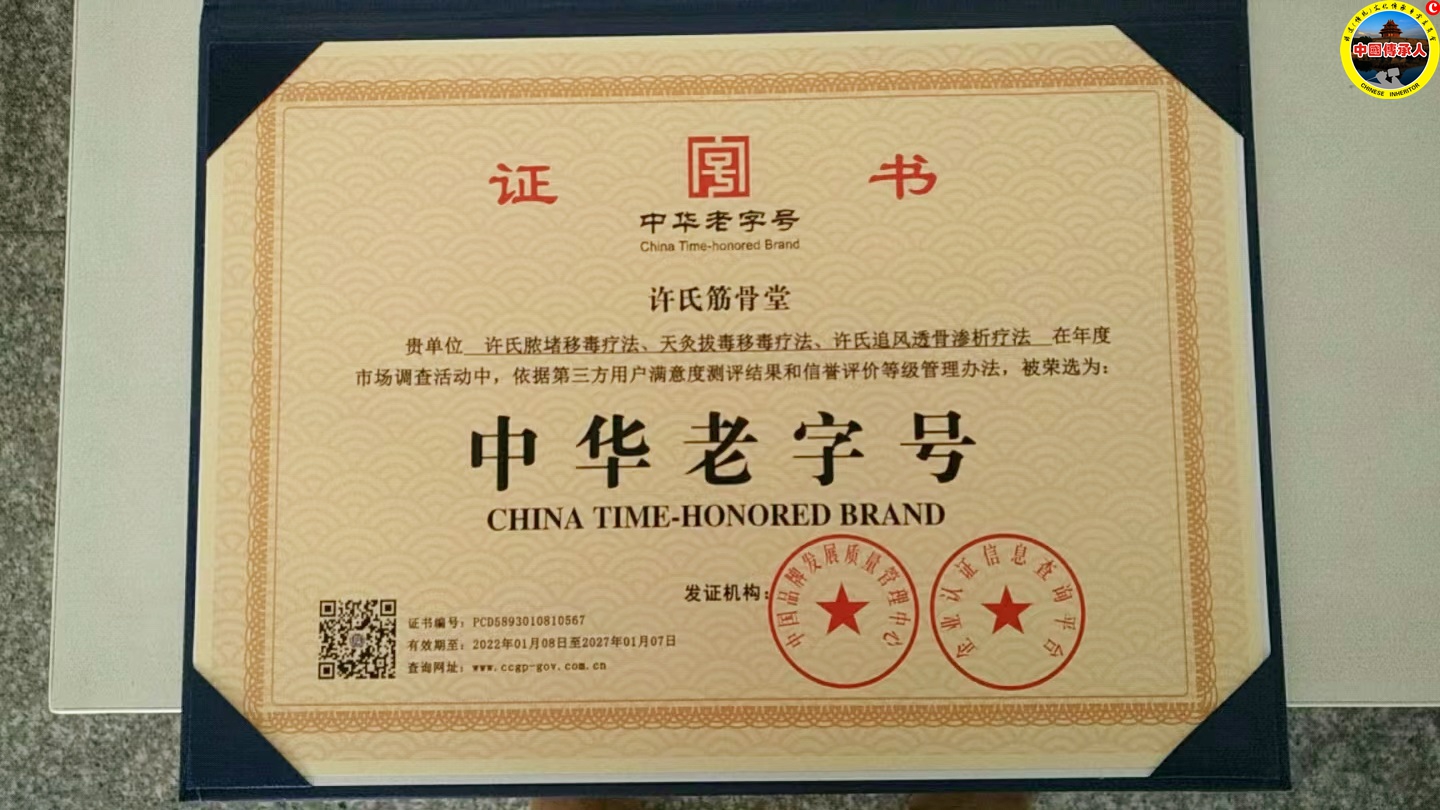 中國傳承人
CHINESE INHERITOR
证 书
中华老字号
China Time-honored Brand
许氏筋骨堂
贵单位 许氏脓堵移毒疗法、天灸拔毒移毒疗法、许氏追风透骨渗析疗法 在年度
市场调查活动中，依据第三方用户满意度测评结果和信誉评价等级管理办法，被荣选为：
中华老字号
CHINA TIME-HONORED BRAND
发证机构：
中国品牌发展质量管理中心
企业认证信息查询平台
证书编号：PCD5893010810567
有效期至：2022年01月08日至2027年01月07日
查询网址：www.ccgp-gov.com.cn